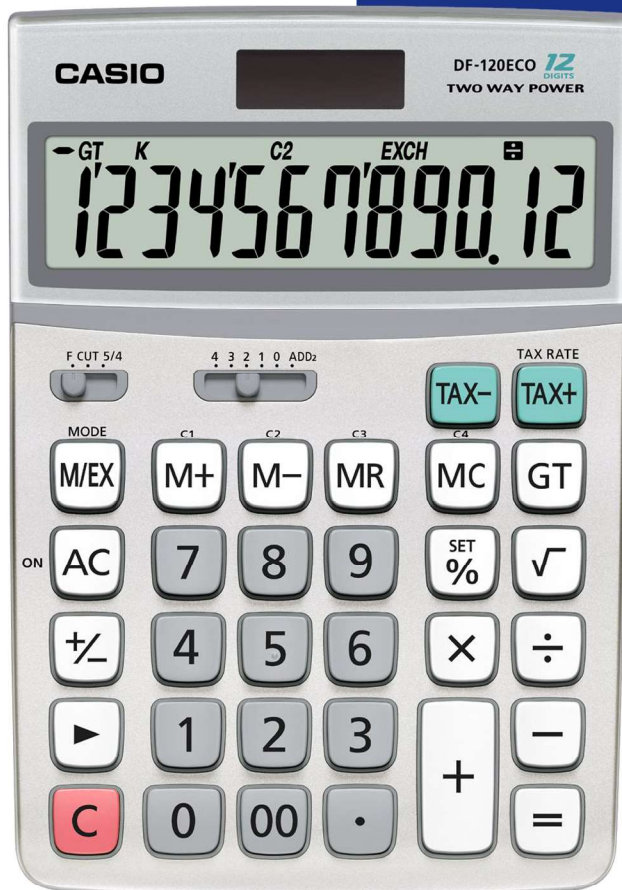 CASIO
DF-120ECO 12
DIGITS
TWO WAY POWER
– GT K C2 EXCH ÷
1'234'567'890.12
F CUT 5/4
4 3 2 1 0 ADD2
TAX RATE
TAX– TAX+
MODE C1 C2 C3 C4
M/EX M+ M– MR MC GT
ON AC 7 8 9 SET % √
+/– 4 5 6 × ÷
► 1 2 3 + –
C 0 00 • =